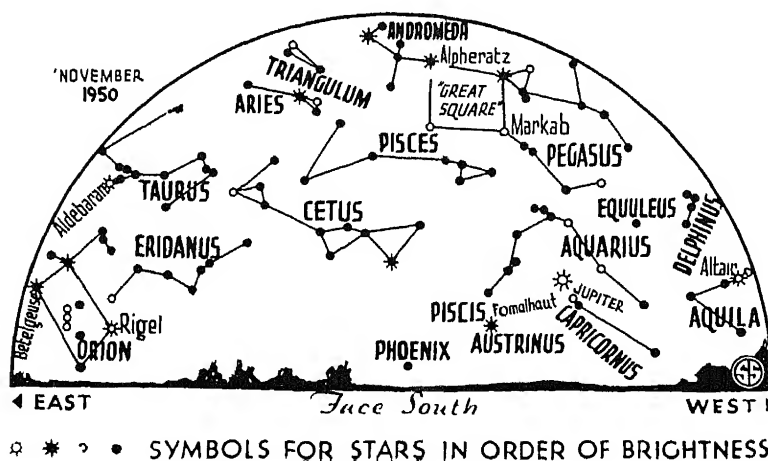 ANDROMEDA
Alpheratz
'NOVEMBER
1950
TRIANGULUM
ARIES
"GREAT
SQUARE"
Markab
PISCES
PEGASUS
Aldebaran
TAURUS
CETUS
EQUULEUS
DELPHINUS
ERIDANUS
AQUARIUS
Altair
Betelgeuse
Rigel
ORION
PISCIS
AUSTRINUS
Fomalhaut
JUPITER
CAPRICORNUS
AQUILA
PHOENIX
SS
EAST
Face South
WEST
SYMBOLS FOR STARS IN ORDER OF BRIGHTNESS